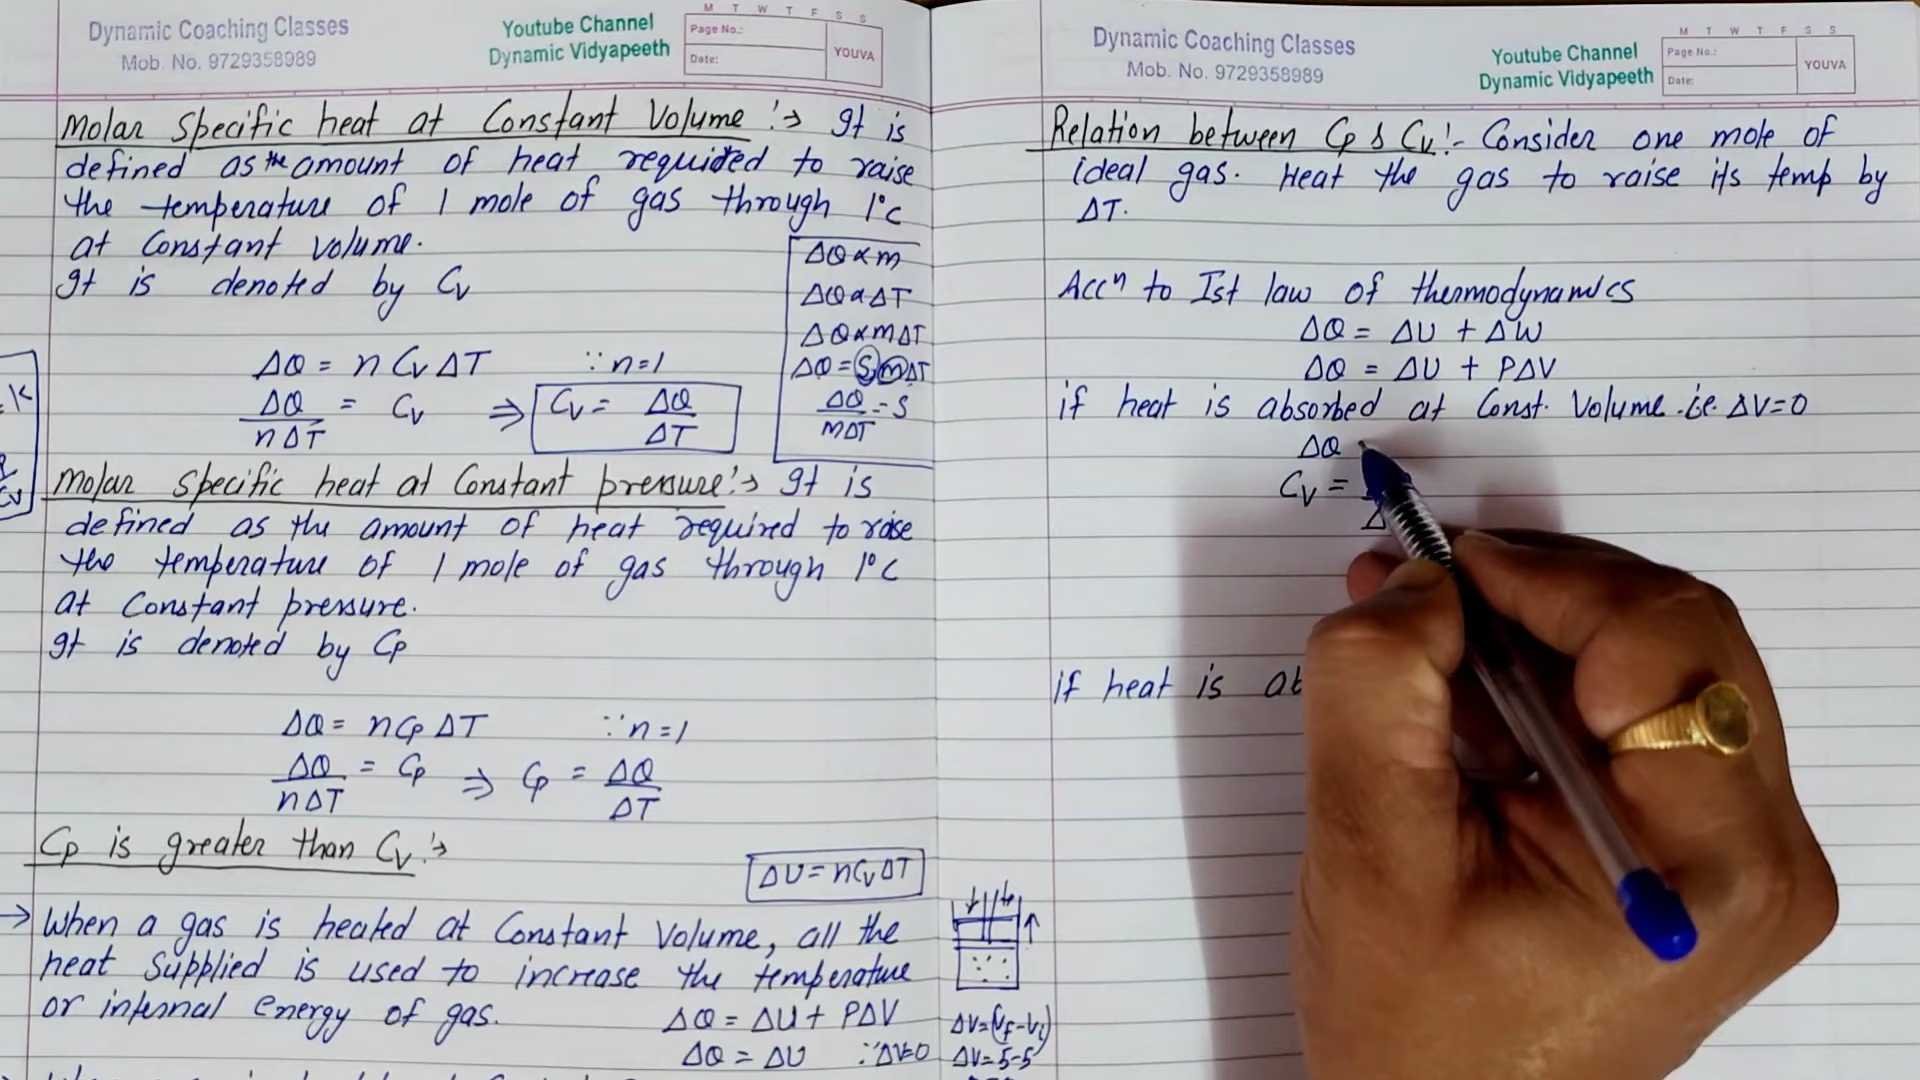 Dynamic Coaching Classes
Mob. No. 9729358989
Youtube Channel
Dynamic Vidyapeeth
M T W T F S S
Page No.:
Date:
YOUVA
Molar Specific heat at Constant Volume :→ It is
defined as the amount of heat required to raise
the temperature of 1 mole of gas through 1°C
at Constant volume.
It is denoted by Cv
ΔQ ∝ m
ΔQ ∝ ΔT
ΔQ ∝ mΔT
ΔQ = S m ΔT
ΔQ/mΔT = S
ΔQ = n Cv ΔT ∵ n=1
ΔQ/nΔT = Cv ⇒ Cv = ΔQ/ΔT
Molar Specific heat at Constant pressure :→ It is
defined as the amount of heat required to raise
the temperature of 1 mole of gas through 1°C
at Constant pressure.
It is denoted by Cp
ΔQ = n Cp ΔT ∵ n=1
ΔQ/nΔT = Cp ⇒ Cp = ΔQ/ΔT
Cp is greater than Cv :→
ΔU = nCvΔT
→ When a gas is heated at Constant Volume, all the
heat Supplied is used to increase the temperature
or internal energy of gas.
ΔQ = ΔU + PΔV
ΔQ = ΔU ∵ ΔV=0
ΔV=(Vf-Vi)
ΔV=5-5
Dynamic Coaching Classes
Mob. No. 9729358989
Youtube Channel
Dynamic Vidyapeeth
M T W T F S S
Page No.:
Date:
YOUVA
Relation between Cp & Cv :- Consider one mole of
ideal gas. Heat the gas to raise its temp by
ΔT.
Accⁿ to Ist law of thermodynamics
ΔQ = ΔU + ΔW
ΔQ = ΔU + PΔV
if heat is absorbed at Const. Volume i.e. ΔV=0
ΔQ
Cv =
Δ
if heat is